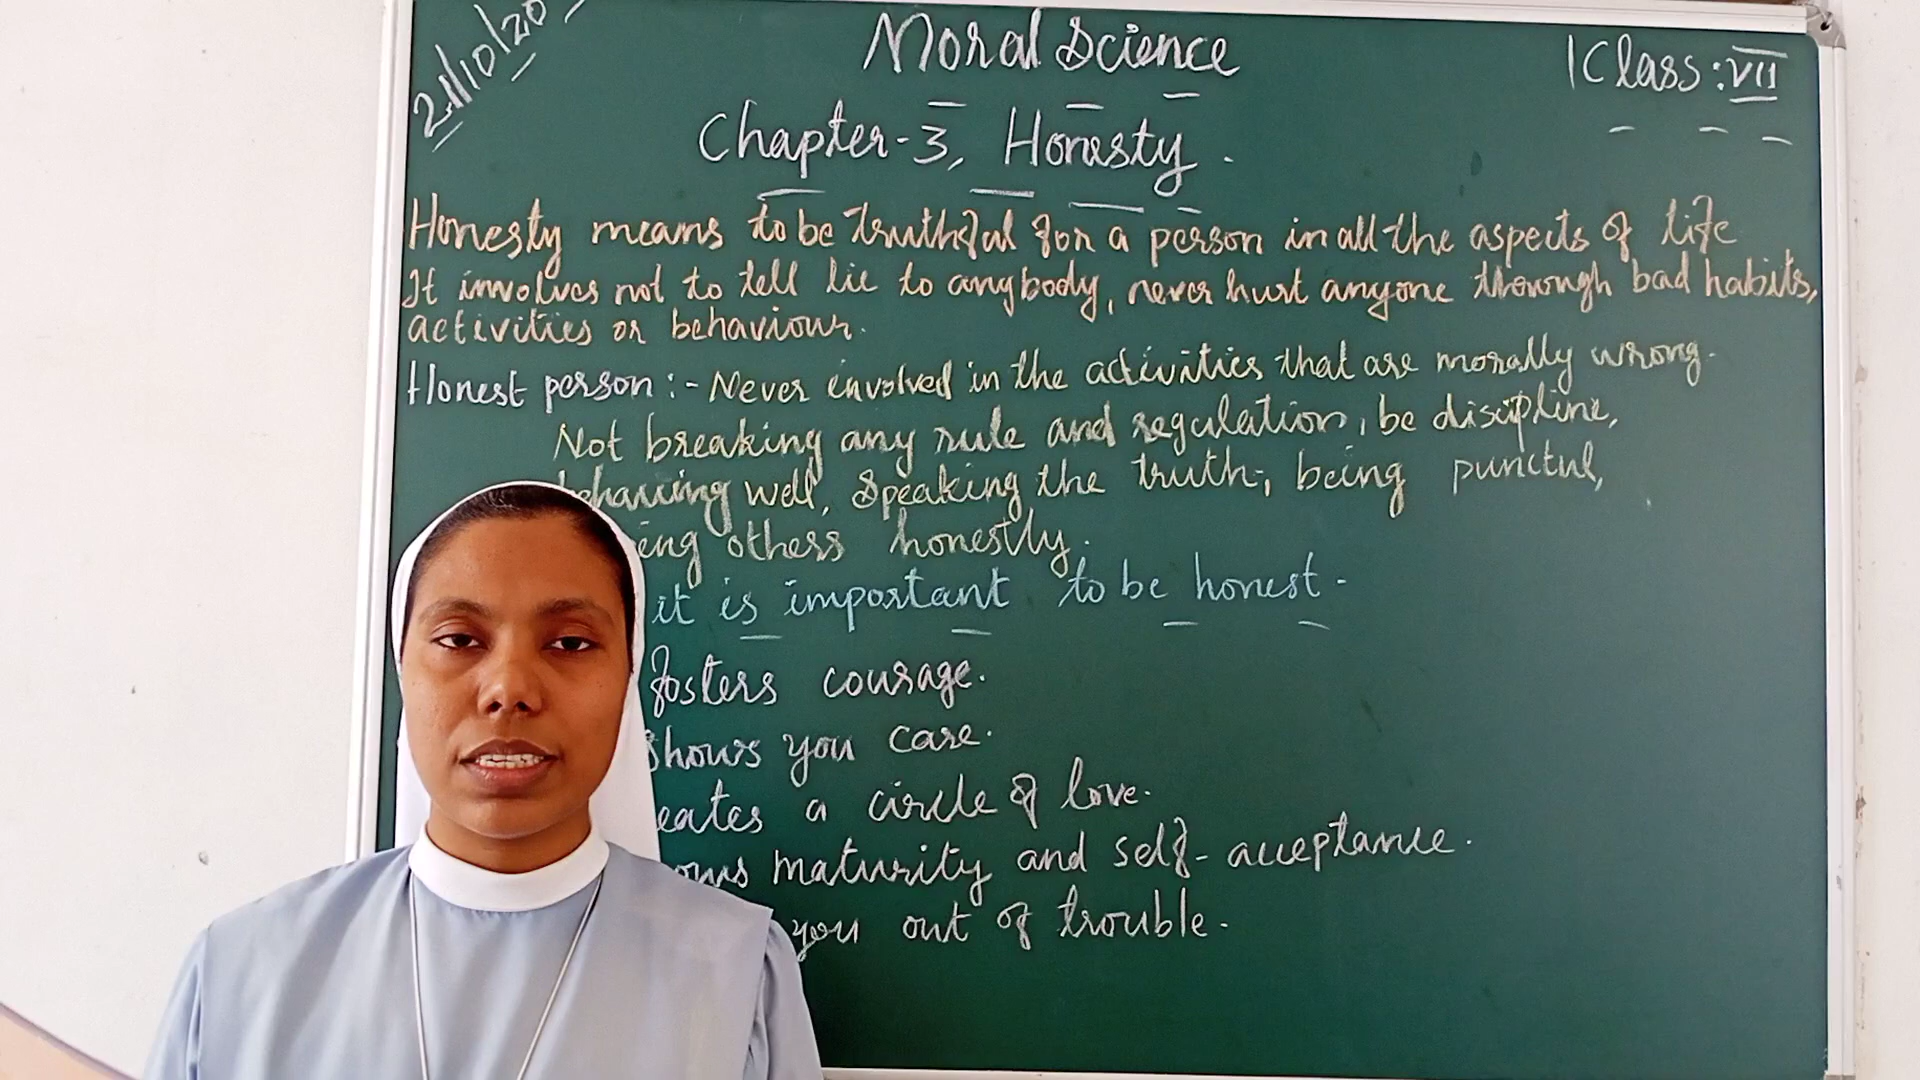 21/10/20
Moral Science
Class: VII
Chapter-3, Honesty.
Honesty means to be truthful for a person in all the aspects of life
It involves not to tell lie to anybody, never hurt anyone through bad habits,
activities or behaviour.
Honest person :- Never involved in the activities that are morally wrong.
Not breaking any rule and regulation, be discipline,
behaving well, Speaking the truth, being punctul,
others honestly.
it is important to be honest -
fosters courage.
shows you care.
a circle of love.
maturity and self-acceptance.
you out of trouble.